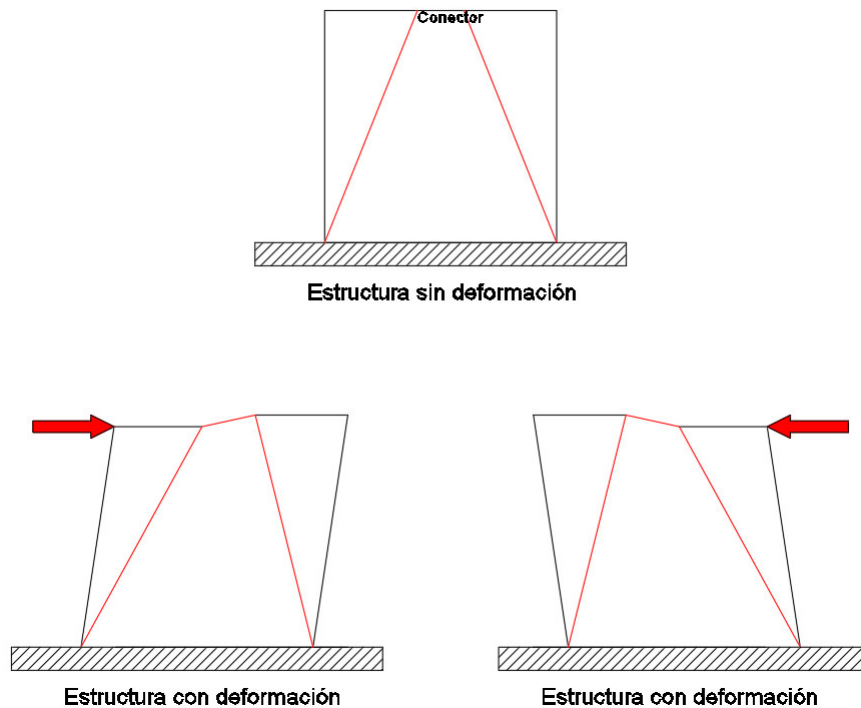 Conector
Estructura sin deformación
Estructura con deformación
Estructura con deformación